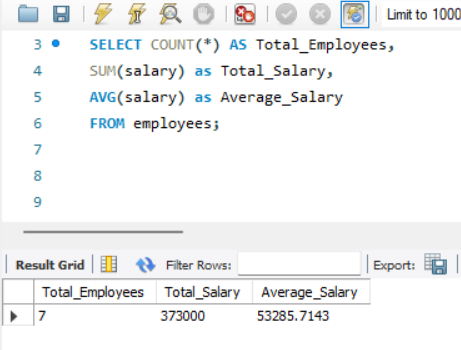 Limit to 1000
3 SELECT COUNT(*) AS Total_Employees,
4 SUM(salary) as Total_Salary,
5 AVG(salary) as Average_Salary
6 FROM employees;
7
8
9
Result Grid Filter Rows: Export:
Total_Employees Total_Salary Average_Salary
7 373000 53285.7143